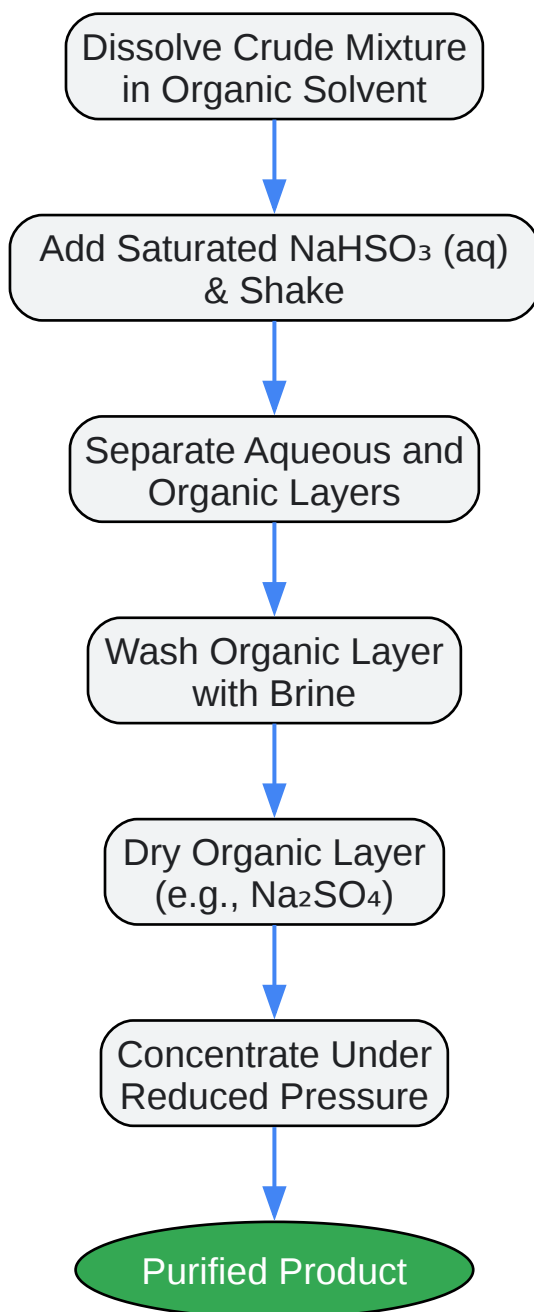 Dissolve Crude Mixture
in Organic Solvent
Add Saturated NaHSO₃ (aq)
& Shake
Separate Aqueous and
Organic Layers
Wash Organic Layer
with Brine
Dry Organic Layer
(e.g., Na₂SO₄)
Concentrate Under
Reduced Pressure
Purified Product